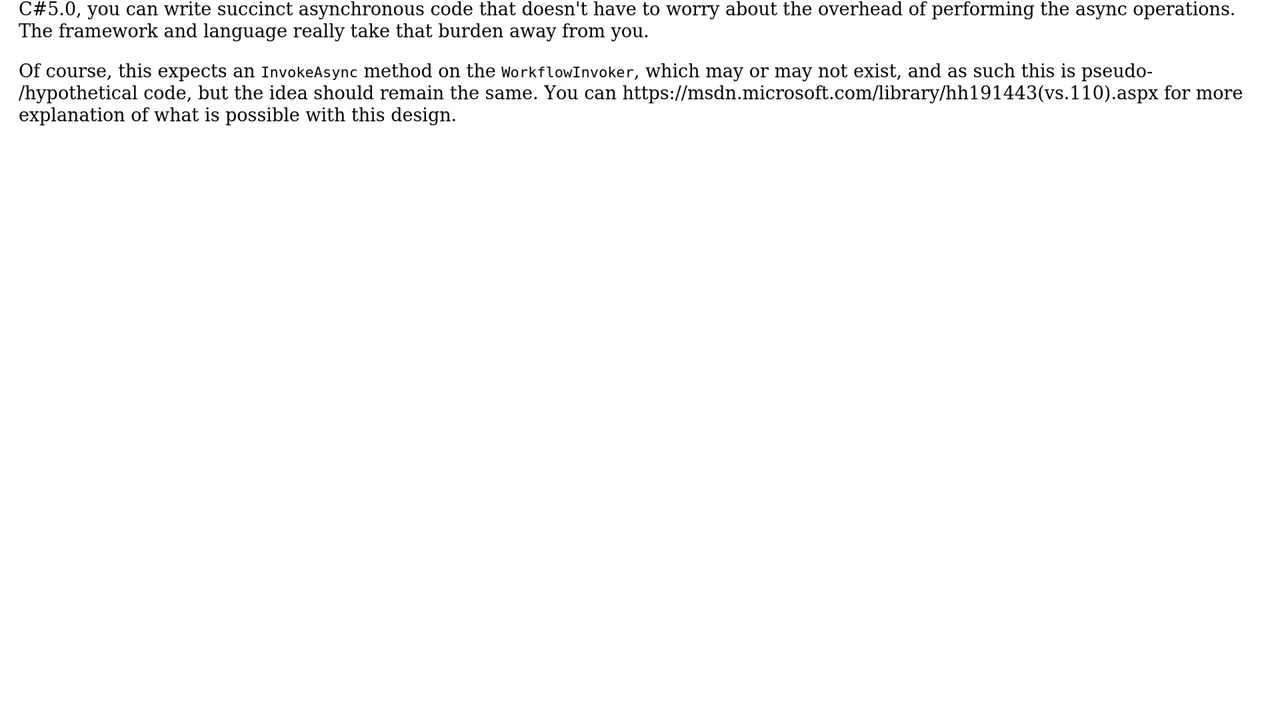 C#5.0, you can write succinct asynchronous code that doesn't have to worry about the overhead of performing the async operations.
The framework and language really take that burden away from you.
Of course, this expects an InvokeAsync method on the WorkflowInvoker, which may or may not exist, and as such this is pseudo-
/hypothetical code, but the idea should remain the same. You can https://msdn.microsoft.com/library/hh191443(vs.110).aspx for more
explanation of what is possible with this design.